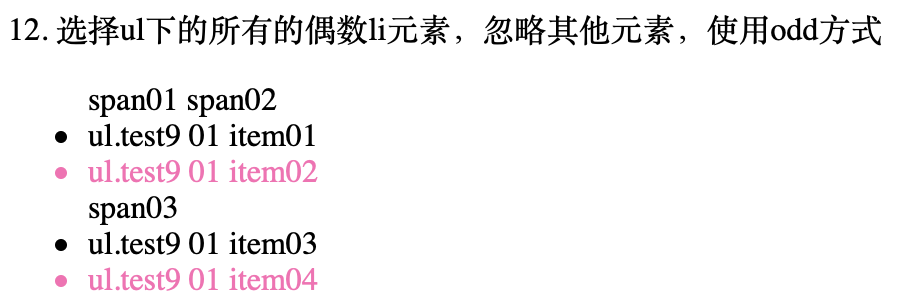 12. 选择ul下的所有的偶数li元素，忽略其他元素，使用odd方式
span01 span02
ul.test9 01 item01
ul.test9 01 item02
span03
ul.test9 01 item03
ul.test9 01 item04